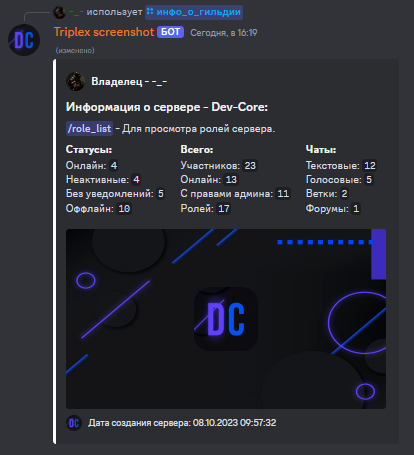 -_- использует инфо_о_гильдии
Triplex screenshot БОТ Сегодня, в 16:19
(изменено)
Владелец - -_-
Информация о сервере - Dev-Core:
/role_list - Для просмотра ролей сервера.
Статусы: Всего: Чаты:
Онлайн: 4 Участников: 23 Текстовые: 12
Неактивные: 4 Онлайн: 13 Голосовые: 5
Без уведомлений: 5 С правами админа: 11 Ветки: 2
Оффлайн: 10 Ролей: 17 Форумы: 1
DC
Дата создания сервера: 08.10.2023 09:57:32